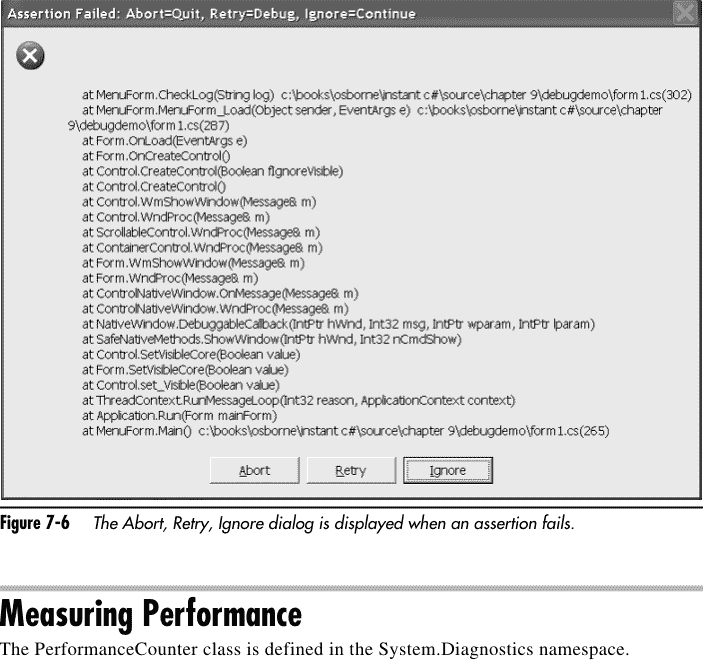 Assertion Failed: Abort=Quit, Retry=Debug, Ignore=Continue
at MenuForm.CheckLog(String log) c:\books\osborne\instant c#\source\chapter 9\debugdemo\form1.cs(302)
at MenuForm.MenuForm_Load(Object sender, EventArgs e) c:\books\osborne\instant c#\source\chapter
9\debugdemo\form1.cs(287)
at Form.OnLoad(EventArgs e)
at Form.OnCreateControl()
at Control.CreateControl(Boolean fIgnoreVisible)
at Control.CreateControl()
at Control.WmShowWindow(Message& m)
at Control.WndProc(Message& m)
at ScrollableControl.WndProc(Message& m)
at ContainerControl.WndProc(Message& m)
at Form.WmShowWindow(Message& m)
at Form.WndProc(Message& m)
at ControlNativeWindow.OnMessage(Message& m)
at ControlNativeWindow.WndProc(Message& m)
at NativeWindow.DebuggableCallback(IntPtr hWnd, Int32 msg, IntPtr wparam, IntPtr lparam)
at SafeNativeMethods.ShowWindow(IntPtr hWnd, Int32 nCmdShow)
at Control.SetVisibleCore(Boolean value)
at Form.SetVisibleCore(Boolean value)
at Control.set_Visible(Boolean value)
at ThreadContext.RunMessageLoop(Int32 reason, ApplicationContext context)
at Application.Run(Form mainForm)
at MenuForm.Main() c:\books\osborne\instant c#\source\chapter 9\debugdemo\form1.cs(265)
Abort Retry Ignore
Figure 7-6 The Abort, Retry, Ignore dialog is displayed when an assertion fails.
Measuring Performance
The PerformanceCounter class is defined in the System.Diagnostics namespace.